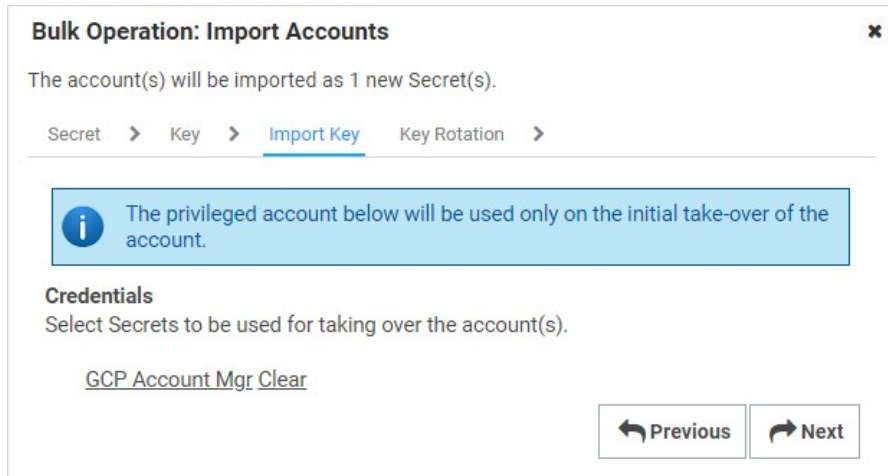 Bulk Operation: Import Accounts
The account(s) will be imported as 1 new Secret(s).
Secret Key Import Key Key Rotation
The privileged account below will be used only on the initial take-over of the
account.
Credentials
Select Secrets to be used for taking over the account(s).
GCP Account Mgr Clear
Previous Next